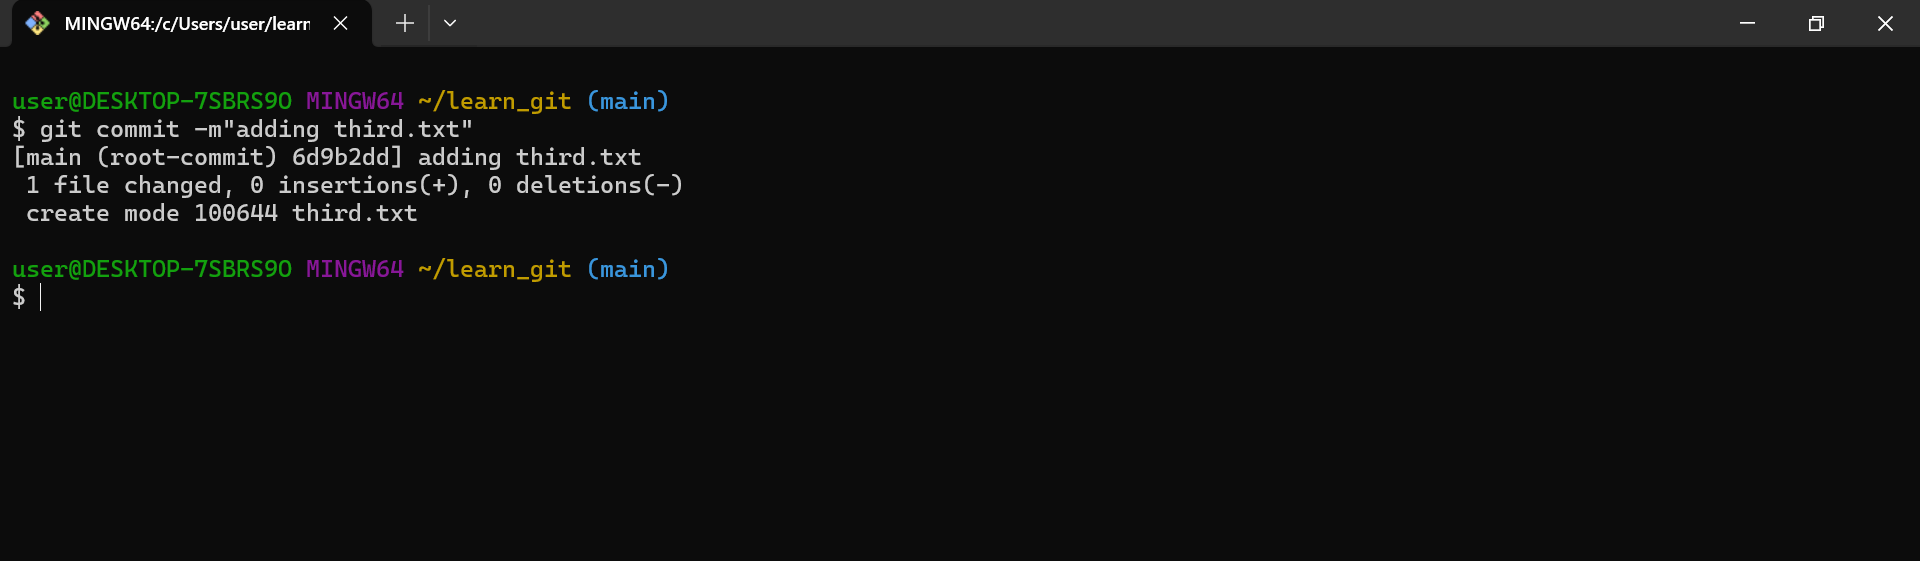 MINGW64:/c/Users/user/learn
user@DESKTOP-7SBRS9O MINGW64 ~/learn_git (main)
$ git commit -m"adding third.txt"
[main (root-commit) 6d9b2dd] adding third.txt
 1 file changed, 0 insertions(+), 0 deletions(-)
 create mode 100644 third.txt
user@DESKTOP-7SBRS9O MINGW64 ~/learn_git (main)
$